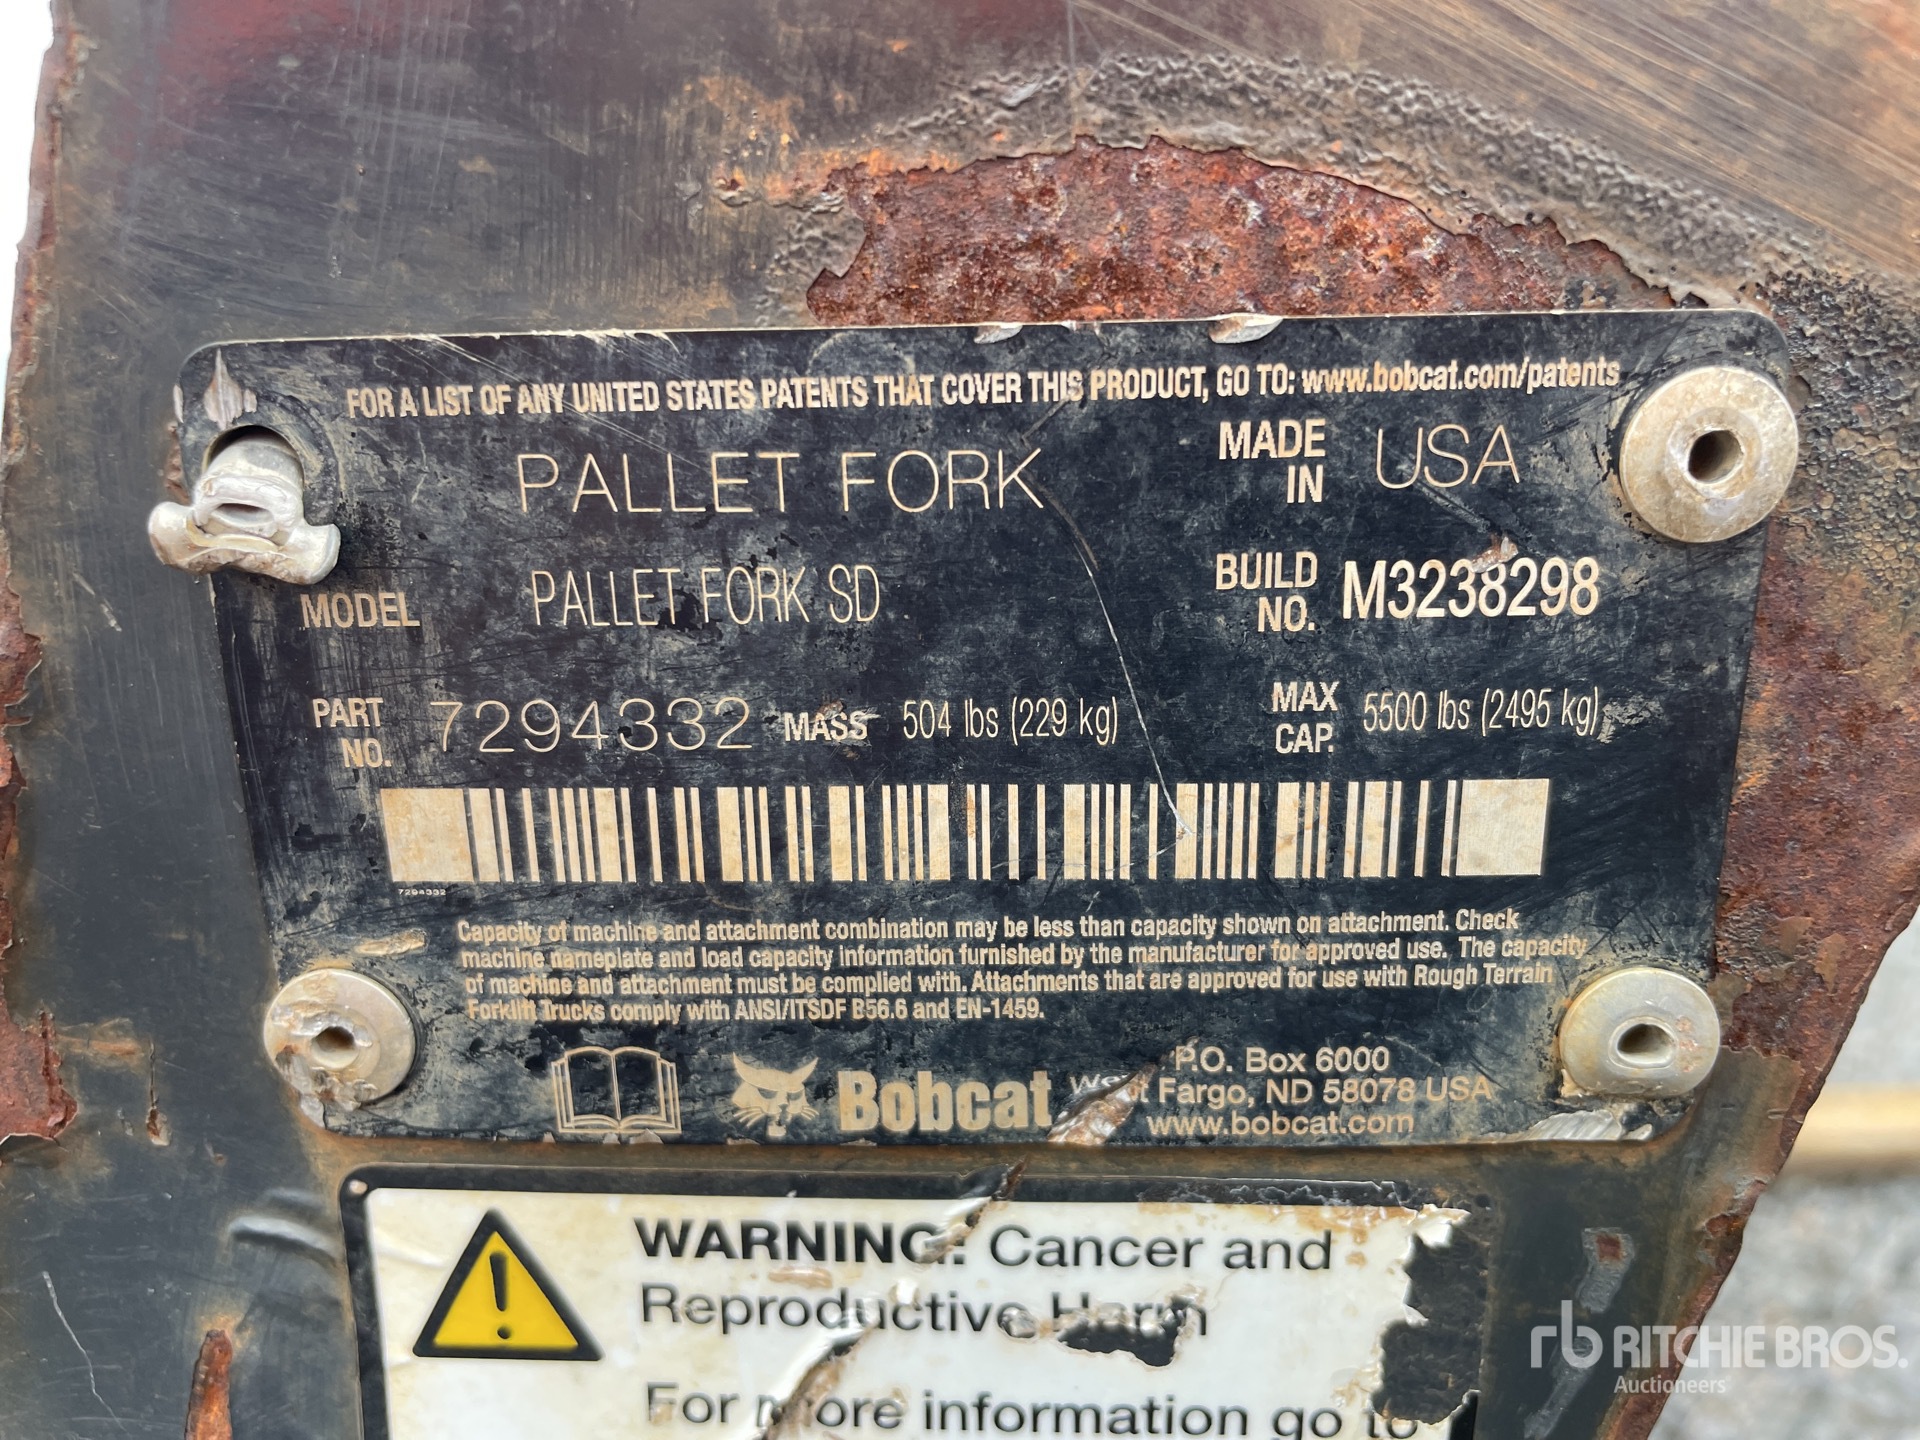 FOR A LIST OF ANY UNITED STATES PATENTS THAT COVER THIS PRODUCT, GO TO: www.bobcat.com/patents
PALLET FORK
MADE IN USA
MODEL PALLET FORK SD
BUILD NO. M3238298
PART NO. 7294332
MASS 504 lbs (229 kg)
MAX CAP. 5500 lbs (2495 kg)
7294332
Capacity of machine and attachment combination may be less than capacity shown on attachment. Check
machine nameplate and load capacity information furnished by the manufacturer for approved use. The capacity
of machine and attachment must be complied with. Attachments that are approved for use with Rough Terrain
Forklift Trucks comply with ANSI/ITSDF B56.6 and EN-1459.
Bobcat
P.O. Box 6000
West Fargo, ND 58078 USA
www.bobcat.com
WARNING: Cancer and
Reproductive Harm
For more information go to
rb RITCHIE BROS.
Auctioneers